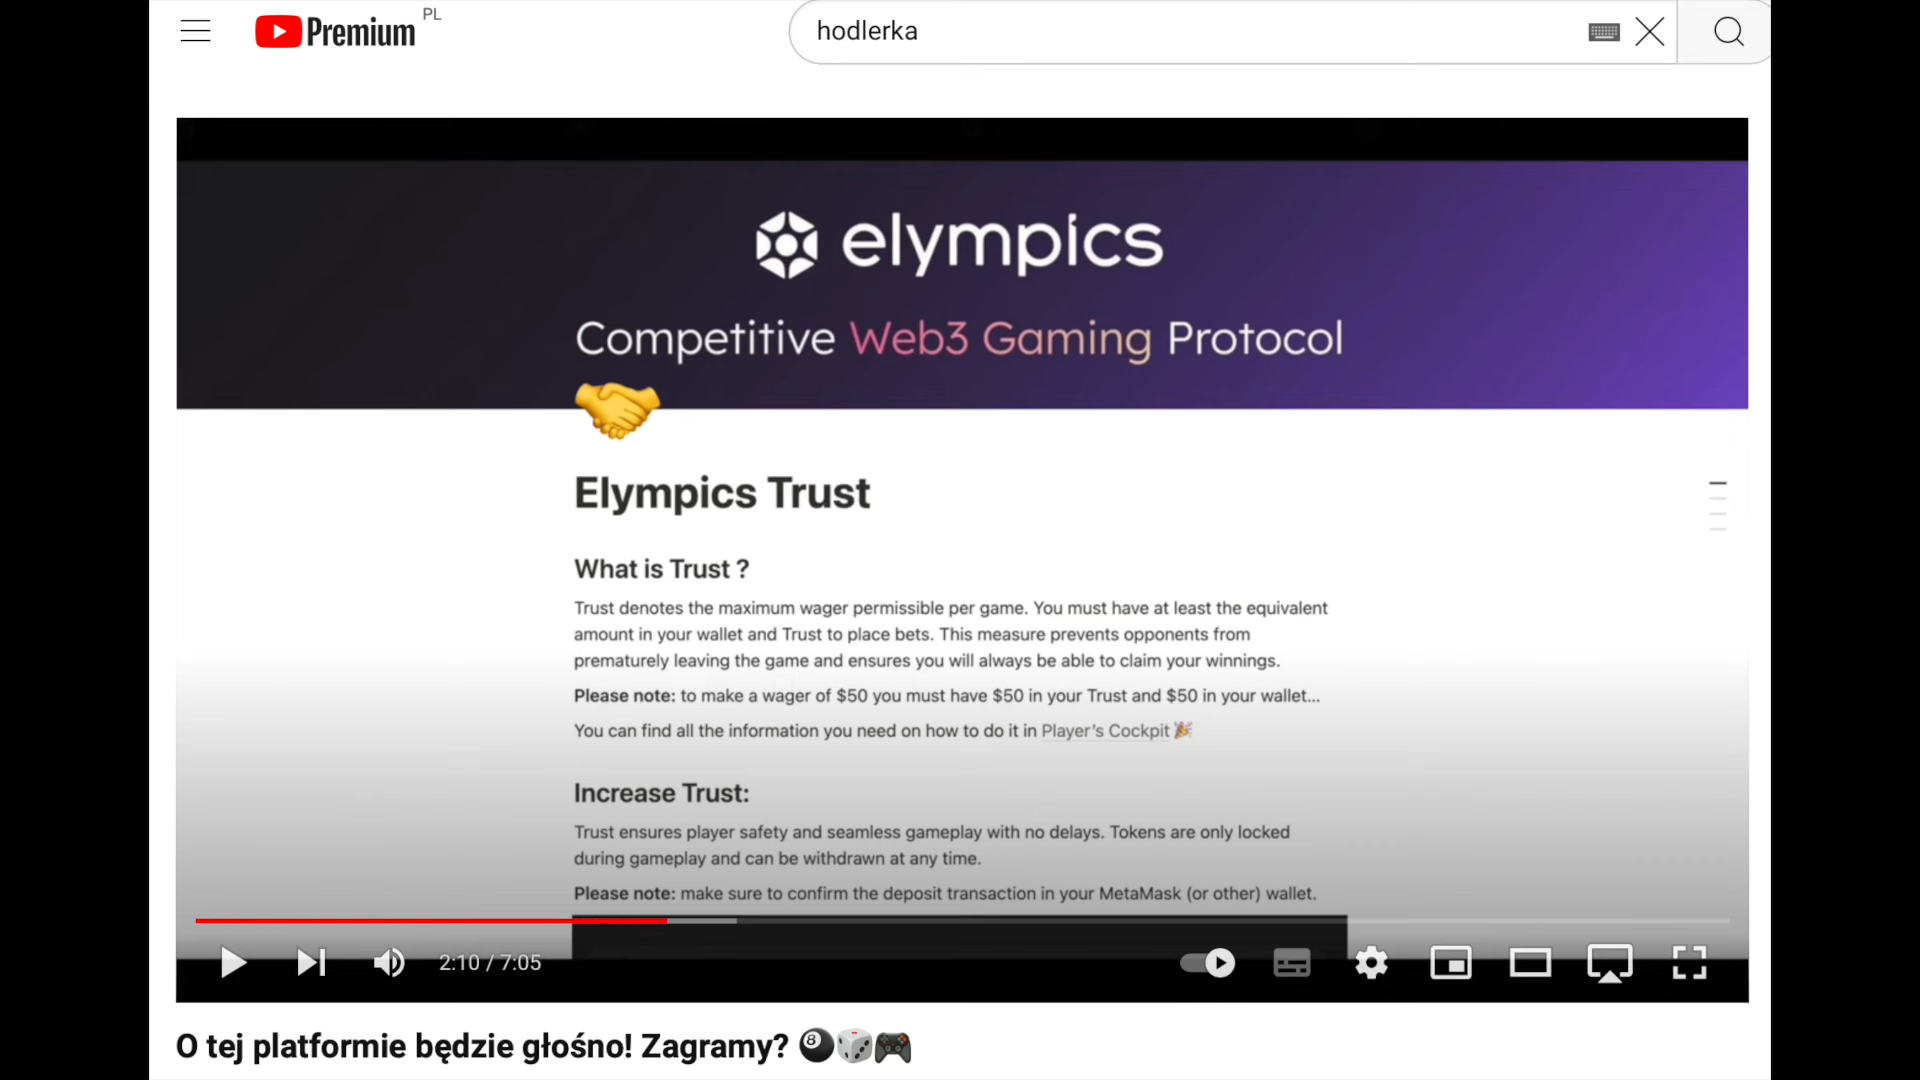 Premium PL
hodlerka
elympics
Competitive Web3 Gaming Protocol
Elympics Trust
What is Trust ?
Trust denotes the maximum wager permissible per game. You must have at least the equivalent
amount in your wallet and Trust to place bets. This measure prevents opponents from
prematurely leaving the game and ensures you will always be able to claim your winnings.
Please note: to make a wager of $50 you must have $50 in your Trust and $50 in your wallet...
You can find all the information you need on how to do it in Player's Cockpit 🎉
Increase Trust:
Trust ensures player safety and seamless gameplay with no delays. Tokens are only locked
during gameplay and can be withdrawn at any time.
Please note: make sure to confirm the deposit transaction in your MetaMask (or other) wallet.
2:10 / 7:05
O tej platformie będzie głośno! Zagramy? 🎱🎲🎮